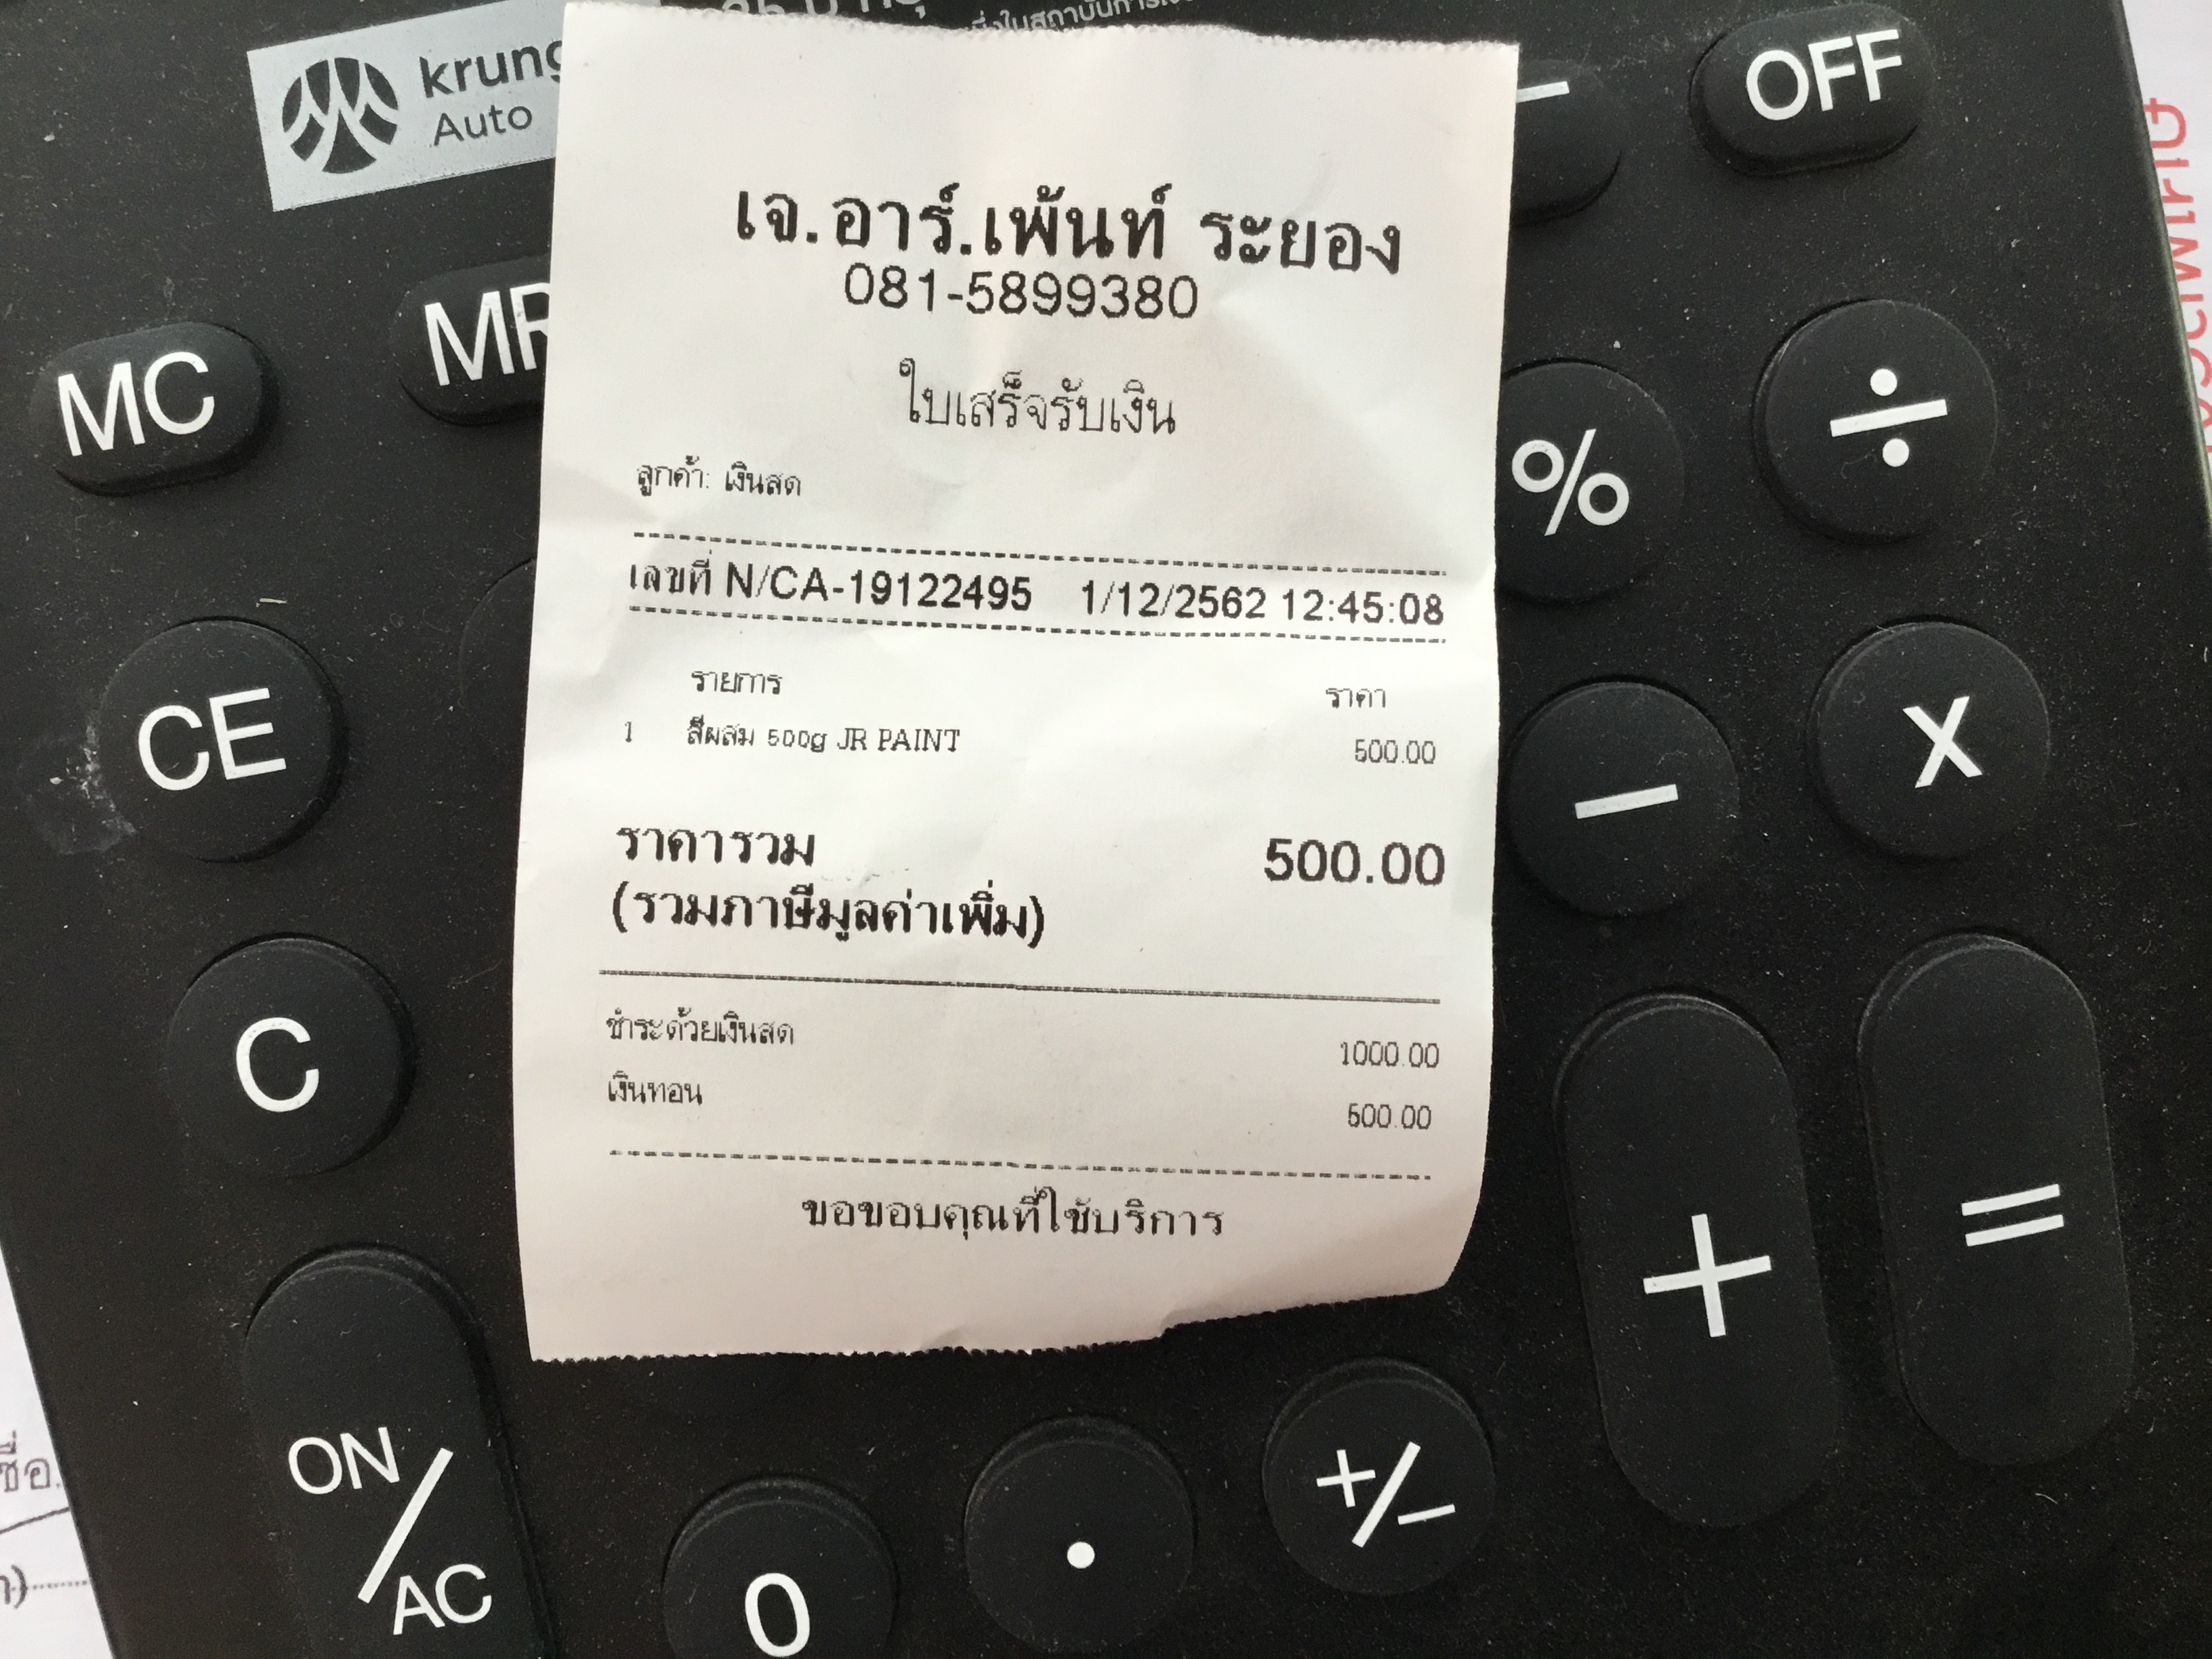 Auto
OFF
MC
เจ.อาร์.เพ้นท์ ระยอง
081-5899380
ใบเสร็จรับเงิน
ลูกค้า: เงินสด
เลขที่ N/CA-19122495 1/12/2562 12:45:08
รายการ ราคา
1 สีผสม 500g JR PAINT 500.00
ราคารวม 500.00
(รวมภาษีมูลค่าเพิ่ม)
ชำระด้วยเงินสด 1000.00
เงินทอน 500.00
ขอขอบคุณที่ใช้บริการ
%
÷
CE
−
X
C
+
=
ON/AC
0
.
+/−